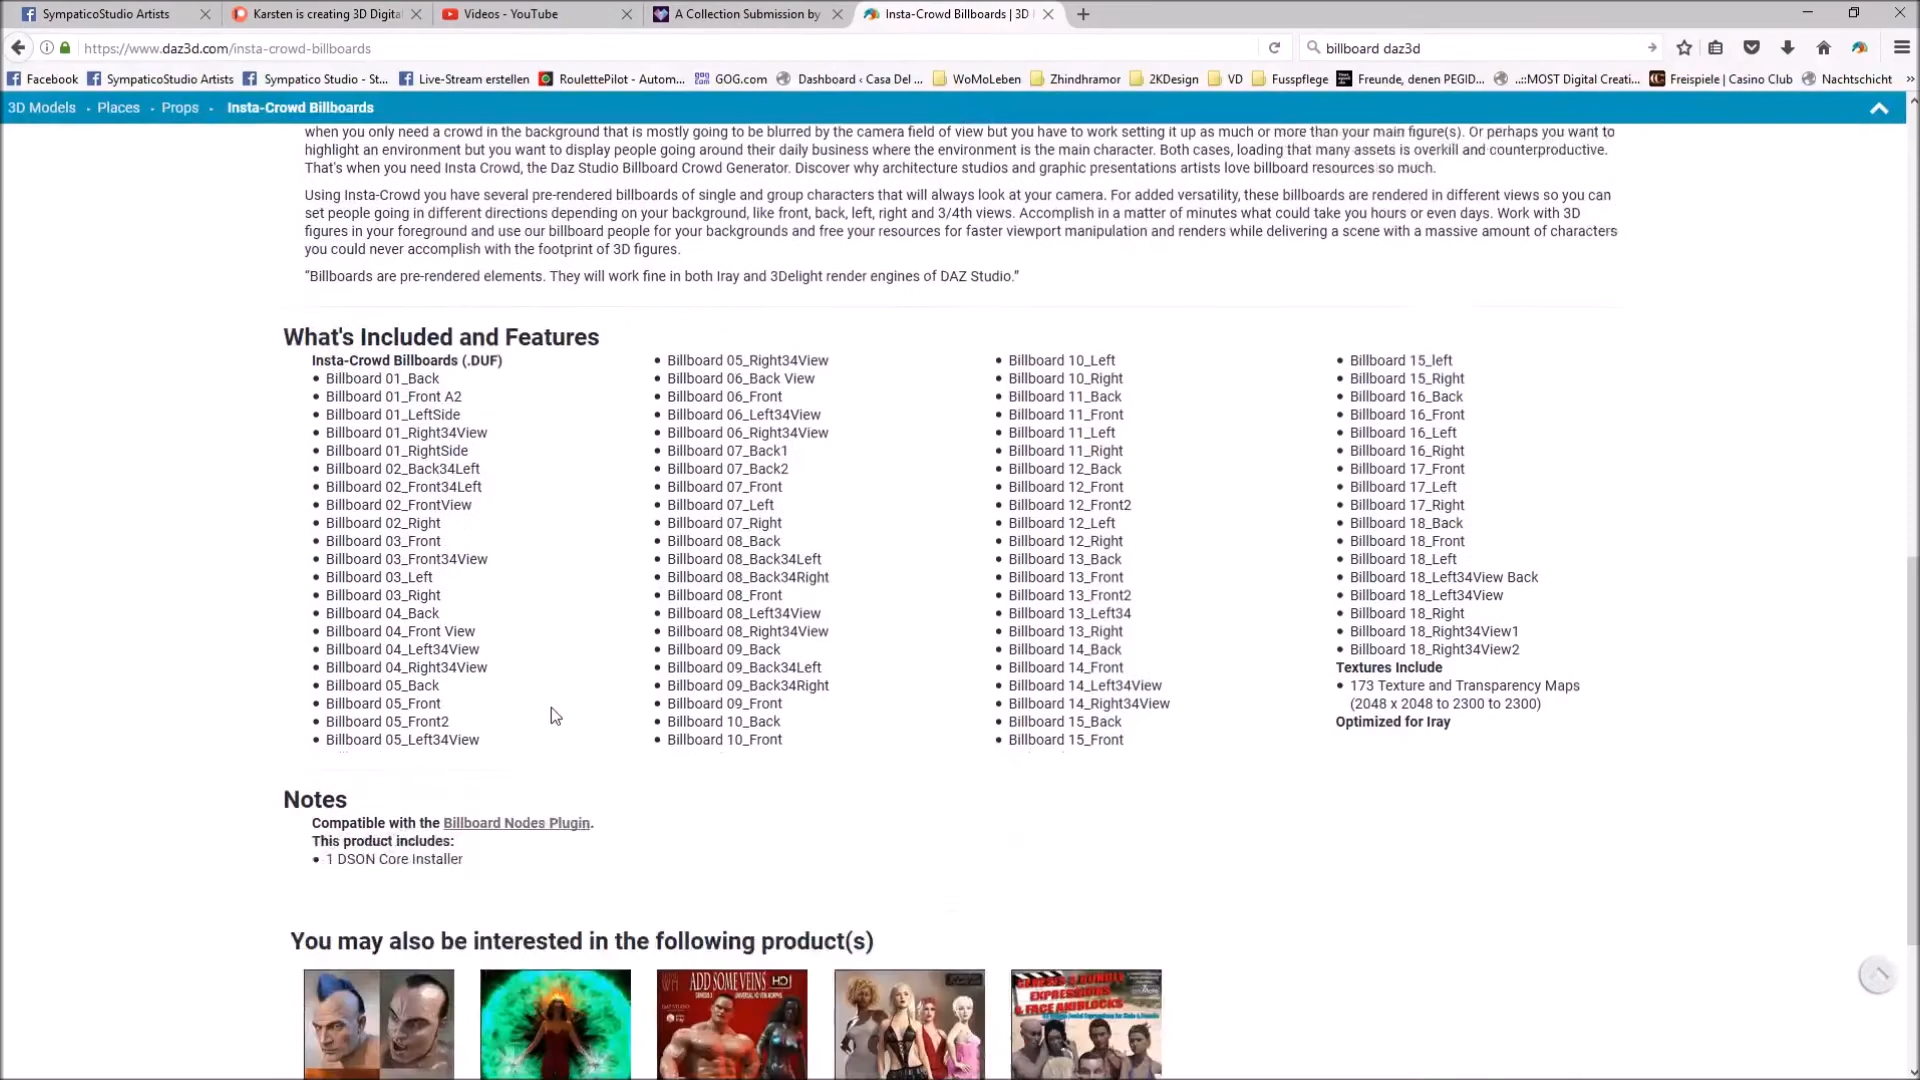 SympaticoStudio Artists
Karsten is creating 3D Digita
Videos - YouTube
A Collection Submission by
Insta-Crowd Billboards | 3D
https://www.daz3d.com/insta-crowd-billboards
billboard daz3d
Facebook
SympaticoStudio Artists
Sympatico Studio - St...
Live-Stream erstellen
RoulettePilot - Autom...
GOG.com
Dashboard ‹ Casa Del ...
WoMoLeben
Zhindhramor
2KDesign
VD
Fusspflege
Freunde, denen PEGID...
..::MOST Digital Creati...
Freispiele | Casino Club
Nachtschicht
3D Models
Places
Props
Insta-Crowd Billboards
when you only need a crowd in the background that is mostly going to be blurred by the camera field of view but you have to work setting it up as much or more than your main figure(s). Or perhaps you want to
highlight an environment but you want to display people going around their daily business where the environment is the main character. Both cases, loading that many assets is overkill and counterproductive.
That's when you need Insta Crowd, the Daz Studio Billboard Crowd Generator. Discover why architecture studios and graphic presentations artists love billboard resources so much.
Using Insta-Crowd you have several pre-rendered billboards of single and group characters that will always look at your camera. For added versatility, these billboards are rendered in different views so you can
set people going in different directions depending on your background, like front, back, left, right and 3/4th views. Accomplish in a matter of minutes what could take you hours or even days. Work with 3D
figures in your foreground and use our billboard people for your backgrounds and free your resources for faster viewport manipulation and renders while delivering a scene with a massive amount of characters
you could never accomplish with the footprint of 3D figures.
"Billboards are pre-rendered elements. They will work fine in both Iray and 3Delight render engines of DAZ Studio."
What's Included and Features
Insta-Crowd Billboards (.DUF)
Billboard 01_Back
Billboard 01_Front A2
Billboard 01_LeftSide
Billboard 01_Right34View
Billboard 01_RightSide
Billboard 02_Back34Left
Billboard 02_Front34Left
Billboard 02_FrontView
Billboard 02_Right
Billboard 03_Front
Billboard 03_Front34View
Billboard 03_Left
Billboard 03_Right
Billboard 04_Back
Billboard 04_Front View
Billboard 04_Left34View
Billboard 04_Right34View
Billboard 05_Back
Billboard 05_Front
Billboard 05_Front2
Billboard 05_Left34View
Billboard 05_Right34View
Billboard 06_Back View
Billboard 06_Front
Billboard 06_Left34View
Billboard 06_Right34View
Billboard 07_Back1
Billboard 07_Back2
Billboard 07_Front
Billboard 07_Left
Billboard 07_Right
Billboard 08_Back
Billboard 08_Back34Left
Billboard 08_Back34Right
Billboard 08_Front
Billboard 08_Left34View
Billboard 08_Right34View
Billboard 09_Back
Billboard 09_Back34Left
Billboard 09_Back34Right
Billboard 09_Front
Billboard 10_Back
Billboard 10_Front
Billboard 10_Left
Billboard 10_Right
Billboard 11_Back
Billboard 11_Front
Billboard 11_Left
Billboard 11_Right
Billboard 12_Back
Billboard 12_Front
Billboard 12_Front2
Billboard 12_Left
Billboard 12_Right
Billboard 13_Back
Billboard 13_Front
Billboard 13_Front2
Billboard 13_Left34
Billboard 13_Right
Billboard 14_Back
Billboard 14_Front
Billboard 14_Left34View
Billboard 14_Right34View
Billboard 15_Back
Billboard 15_Front
Billboard 15_left
Billboard 15_Right
Billboard 16_Back
Billboard 16_Front
Billboard 16_Left
Billboard 16_Right
Billboard 17_Front
Billboard 17_Left
Billboard 17_Right
Billboard 18_Back
Billboard 18_Front
Billboard 18_Left
Billboard 18_Left34View Back
Billboard 18_Left34View
Billboard 18_Right
Billboard 18_Right34View1
Billboard 18_Right34View2
Textures Include
173 Texture and Transparency Maps
(2048 x 2048 to 2300 to 2300)
Optimized for Iray
Notes
Compatible with the Billboard Nodes Plugin.
This product includes:
1 DSON Core Installer
You may also be interested in the following product(s)
ADD SOME VEINS HD
EXPRESSIONS
& FACE ANIBLOCKS